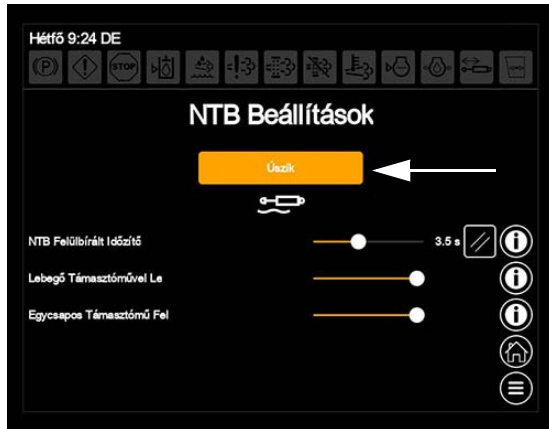 Hétfő 9:24 DE
(P) STOP
NTB Beállítások
Úszik
NTB Felülbírált Időzítő 3.5 s
Lebegő Támasztóművel Le
Egycsapos Támasztómű Fel